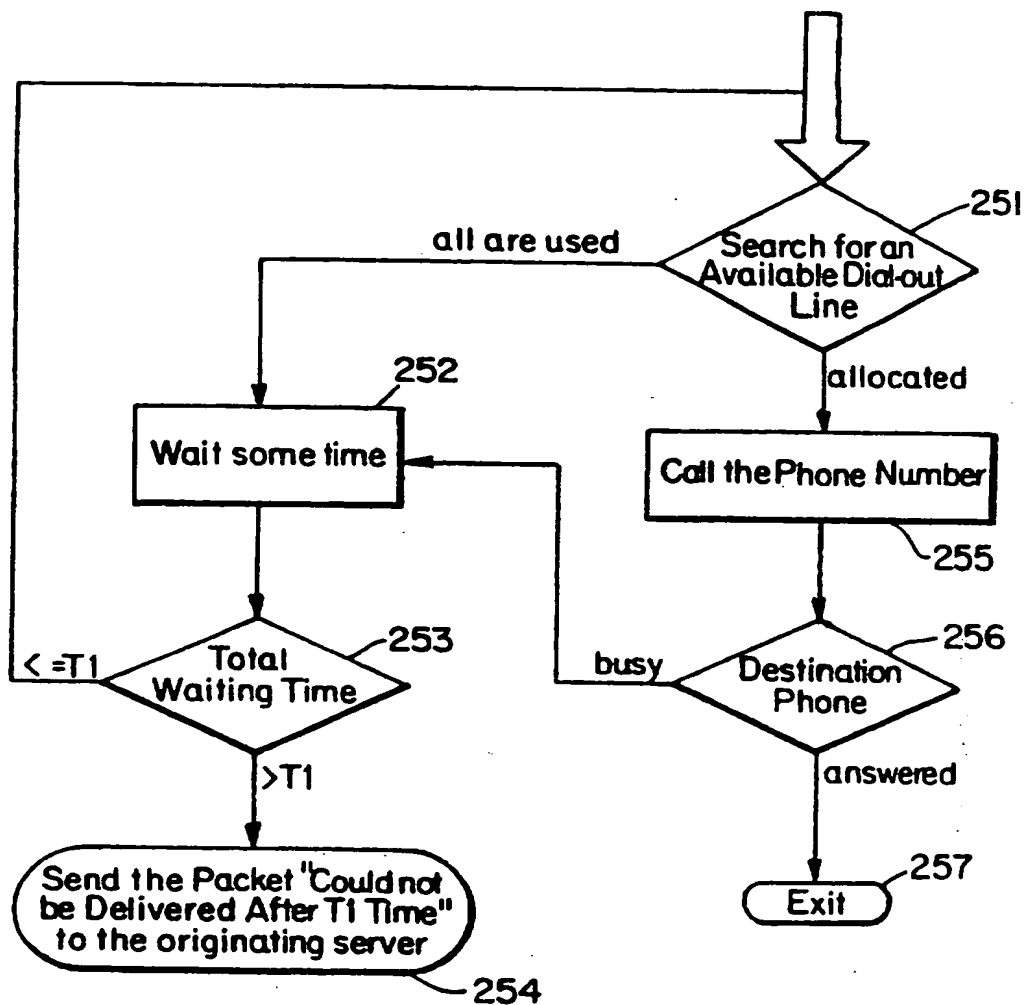 251
all are used
Search for an
Available Dial-out
Line
252
allocated
Wait some time
Call the Phone Number
255
253
256
< =T1
Total
Waiting Time
busy
Destination
Phone
>T1
answered
Send the Packet "Could not
be Delivered After T1 Time"
to the originating server
254
257
Exit